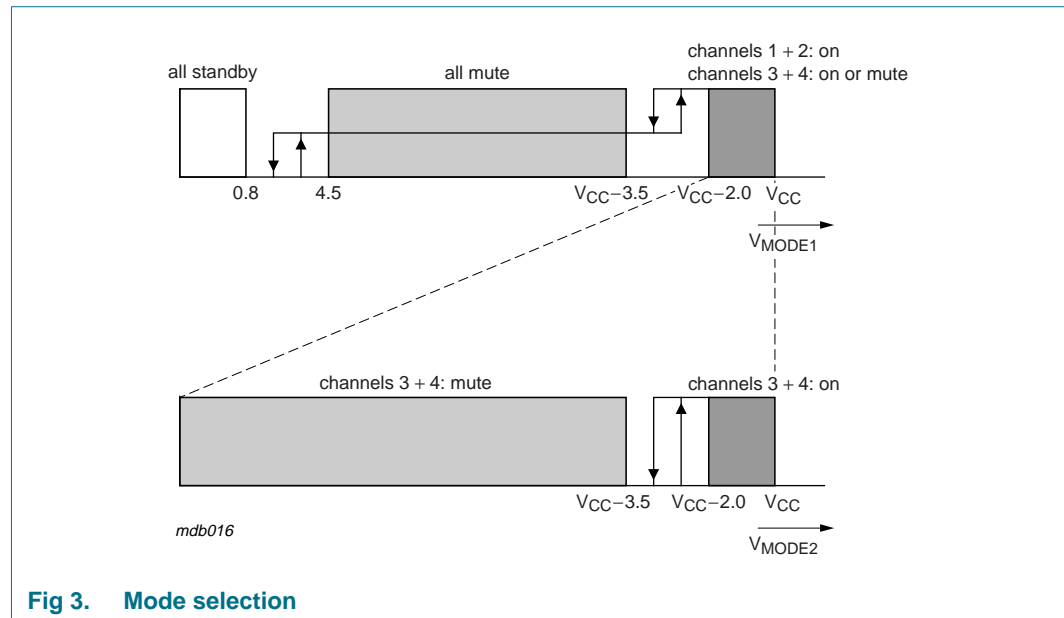 channels 1 + 2: on
all standby all mute channels 3 + 4: on or mute
0.8 4.5 VCC−3.5 VCC−2.0 VCC
VMODE1
channels 3 + 4: mute channels 3 + 4: on
VCC−3.5 VCC−2.0 VCC
mdb016
VMODE2
Fig 3. Mode selection